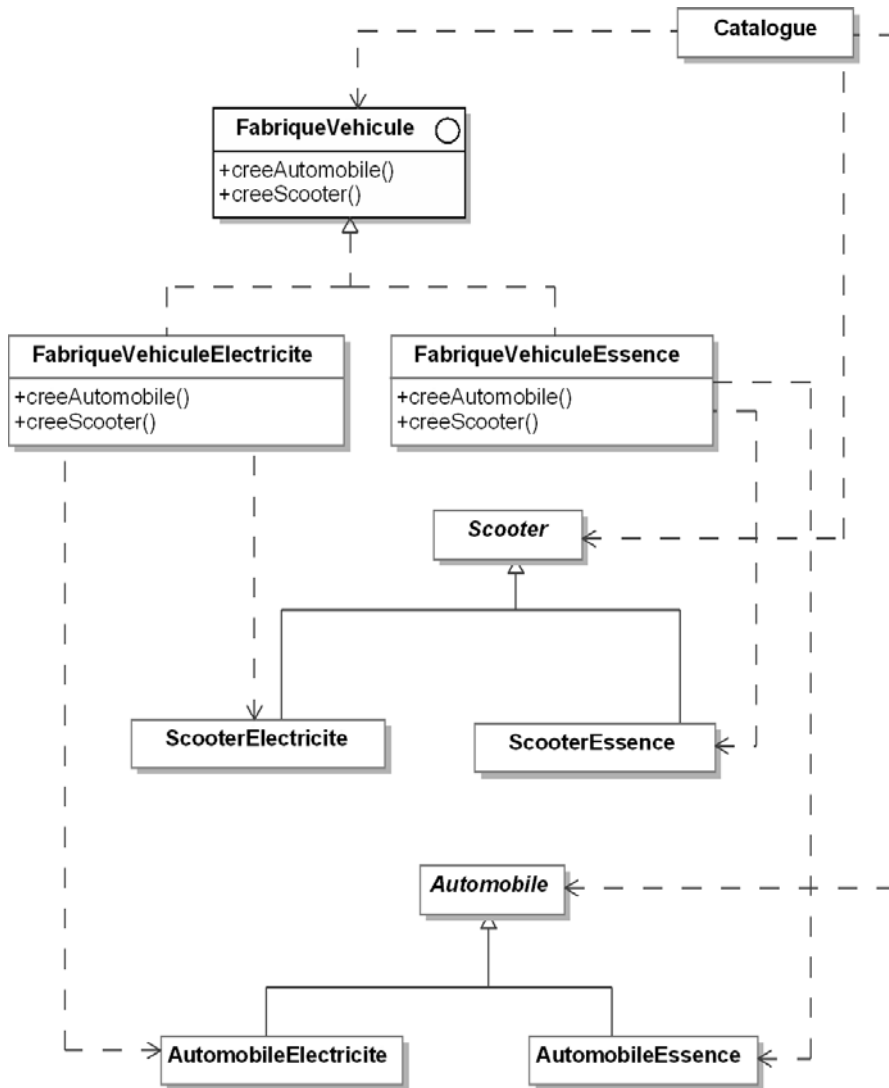 Catalogue
FabriqueVehicule
+creeAutomobile()
+creeScooter()
FabriqueVehiculeElectricite
+creeAutomobile()
+creeScooter()
FabriqueVehiculeEssence
+creeAutomobile()
+creeScooter()
Scooter
ScooterElectricite
ScooterEssence
Automobile
AutomobileElectricite
AutomobileEssence